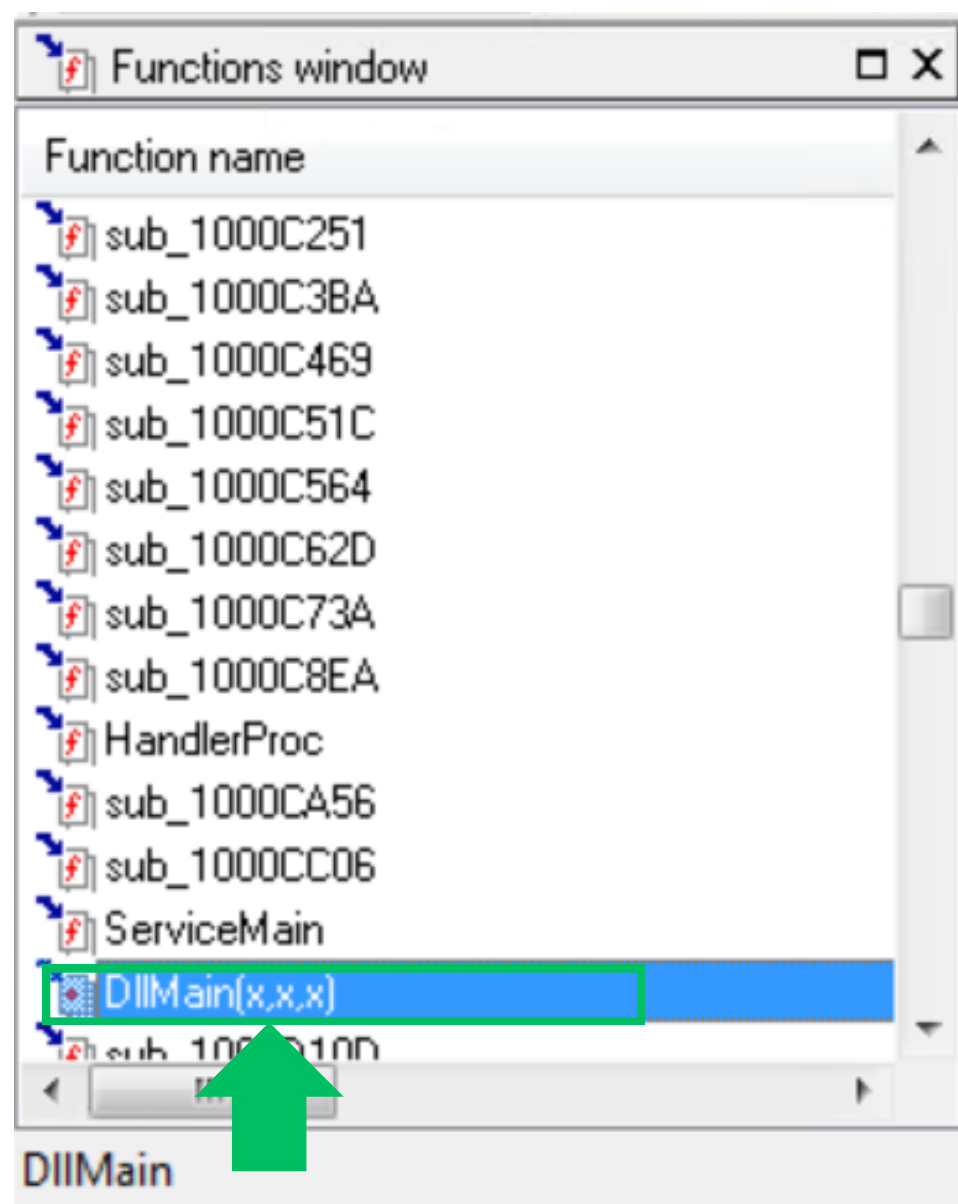 Functions window
Function name
sub_1000C251
sub_1000C3BA
sub_1000C469
sub_1000C51C
sub_1000C564
sub_1000C62D
sub_1000C73A
sub_1000C8EA
HandlerProc
sub_1000CA56
sub_1000CC06
ServiceMain
DllMain(x,x,x)
DllMain